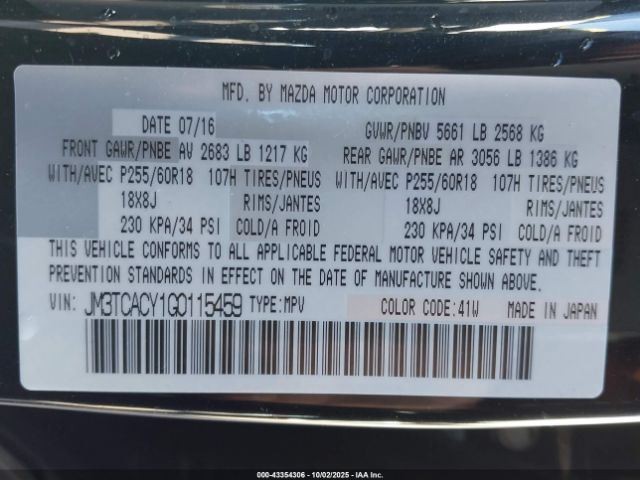 MFD. BY MAZDA MOTOR CORPORATION
DATE 07/16 GVWR/PNBV 5661 LB 2568 KG
FRONT GAWR/PNBE AV 2683 LB 1217 KG REAR GAWR/PNBE AR 3056 LB 1386 KG
WITH/AVEC P255/60R18 107H TIRES/PNEUS WITH/AVEC P255/60R18 107H TIRES/PNEUS
18X8J RIMS/JANTES 18X8J RIMS/JANTES
230 KPA/34 PSI COLD/A FROID 230 KPA/34 PSI COLD/A FROID
THIS VEHICLE CONFORMS TO ALL APPLICABLE FEDERAL MOTOR VEHICLE SAFETY AND THEFT
PREVENTION STANDARDS IN EFFECT ON THE DATE OF MANUFACTURE SHOWN ABOVE.
VIN: JM3TCACY1G0115459 TYPE:MPV COLOR CODE:41W MADE IN JAPAN
000-43354306 - 10/02/2025 - IAA Inc.